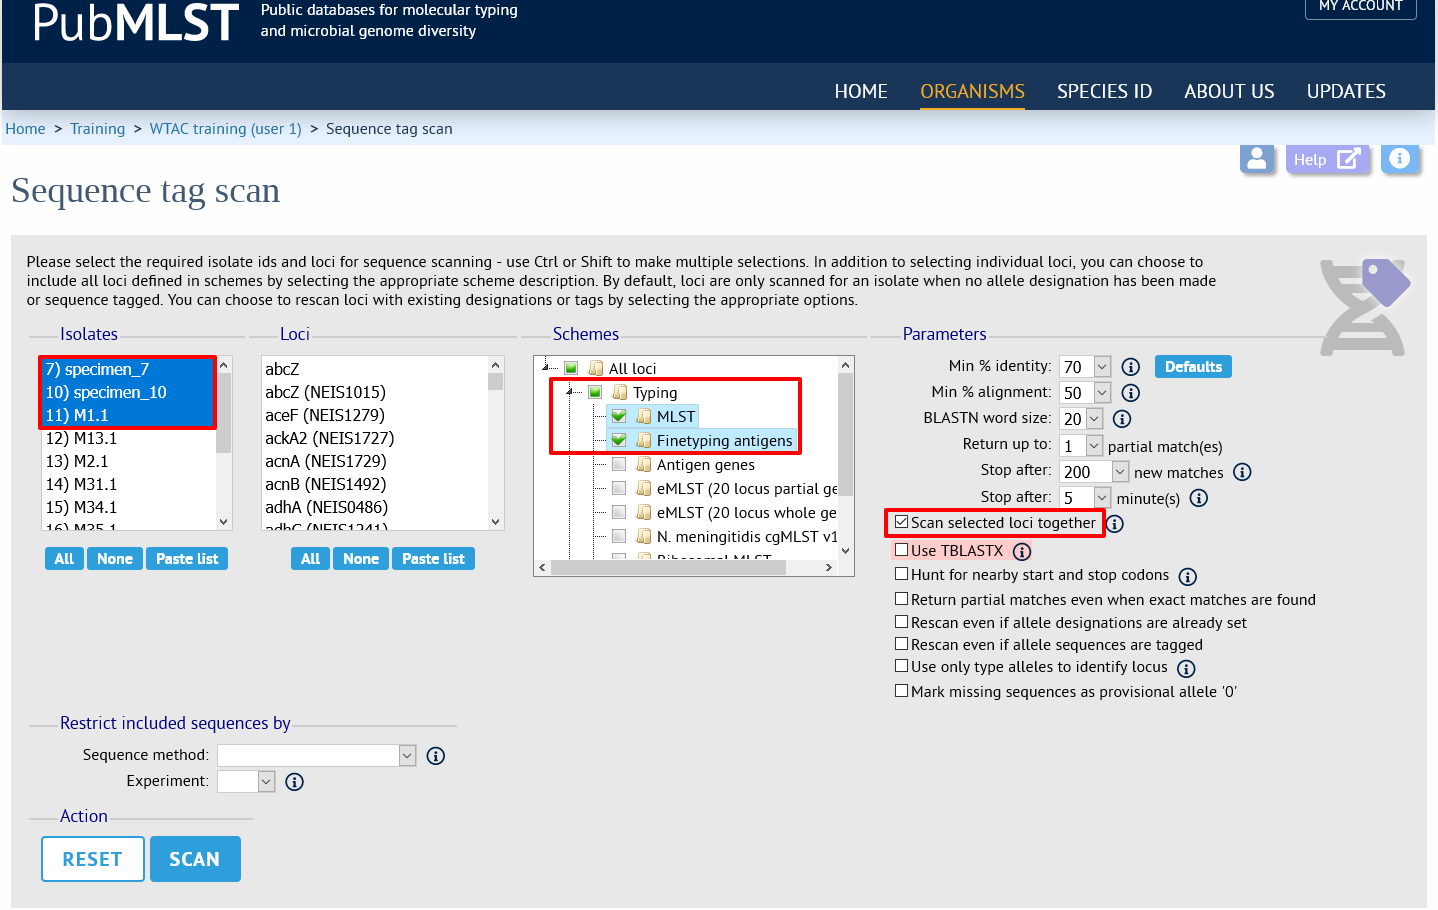 MY ACCOUNT
PubMLST
Public databases for molecular typing
and microbial genome diversity
HOME ORGANISMS SPECIES ID ABOUT US UPDATES
Home > Training > WTAC training (user 1) > Sequence tag scan
Help
Sequence tag scan
Please select the required isolate ids and loci for sequence scanning - use Ctrl or Shift to make multiple selections. In addition to selecting individual loci, you can choose to
include all loci defined in schemes by selecting the appropriate scheme description. By default, loci are only scanned for an isolate when no allele designation has been made
or sequence tagged. You can choose to rescan loci with existing designations or tags by selecting the appropriate options.
Isolates
7) specimen_7
10) specimen_10
11) M1.1
12) M13.1
13) M2.1
14) M31.1
15) M34.1
16) M35.1
All None Paste list
Loci
abcZ
abcZ (NEIS1015)
aceF (NEIS1279)
ackA2 (NEIS1727)
acnA (NEIS1729)
acnB (NEIS1492)
adhA (NEIS0486)
adhC (NEIS1241)
All None Paste list
Schemes
All loci
Typing
MLST
Finetyping antigens
Antigen genes
eMLST (20 locus partial ge
eMLST (20 locus whole ge
N. meningitidis cgMLST v1
Ribosomal MLST
Parameters
Min % identity: 70 Defaults
Min % alignment: 50
BLASTN word size: 20
Return up to: 1 partial match(es)
Stop after: 200 new matches
Stop after: 5 minute(s)
Scan selected loci together
Use TBLASTX
Hunt for nearby start and stop codons
Return partial matches even when exact matches are found
Rescan even if allele designations are already set
Rescan even if allele sequences are tagged
Use only type alleles to identify locus
Mark missing sequences as provisional allele '0'
Restrict included sequences by
Sequence method:
Experiment:
Action
RESET SCAN